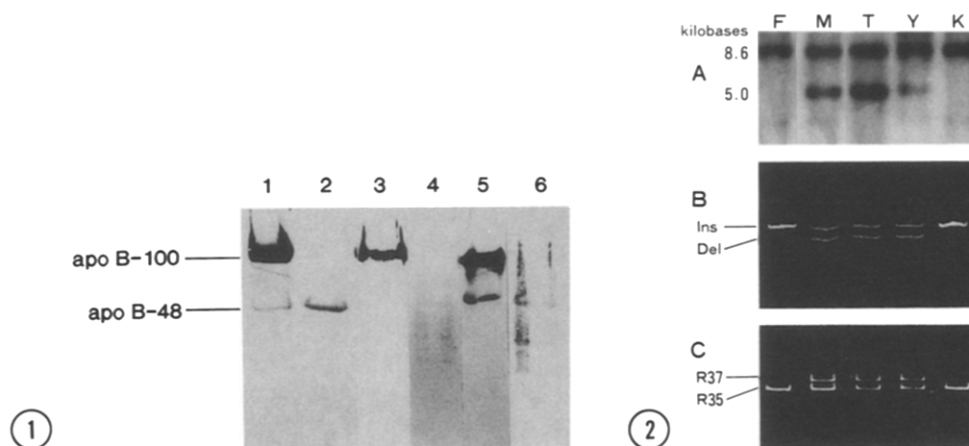 1 2 3 4 5 6
apo B-100
apo B-48
1
F M T Y K
kilobases
8.6
A
5.0
B
Ins
Del
C
R37
R35
2